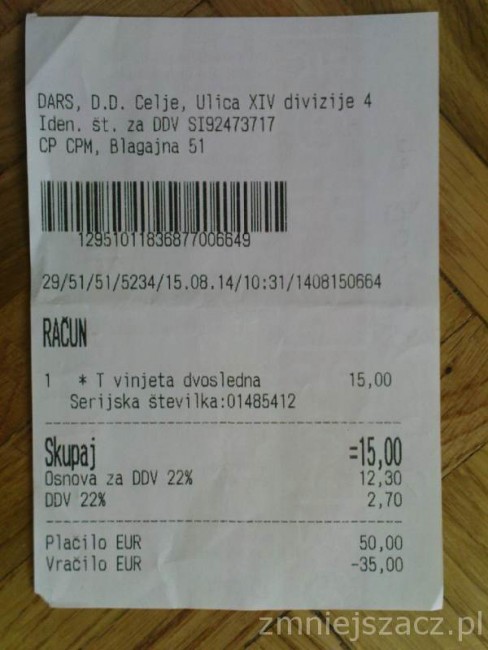 DARS, D.D. Celje, Ulica XIV divizije 4
Iden. št. za DDV SI92473717
CP CPM, Blagajna 51
12951011836877006649
29/51/51/5234/15.08.14/10:31/1408150664
RAČUN
1 * T vinjeta dvosledna 15,00
Serijska številka:01485412
Skupaj =15,00
Osnova za DDV 22% 12,30
DDV 22% 2,70
Plačilo EUR 50,00
Vračilo EUR -35,00
zmniejszacz.pl